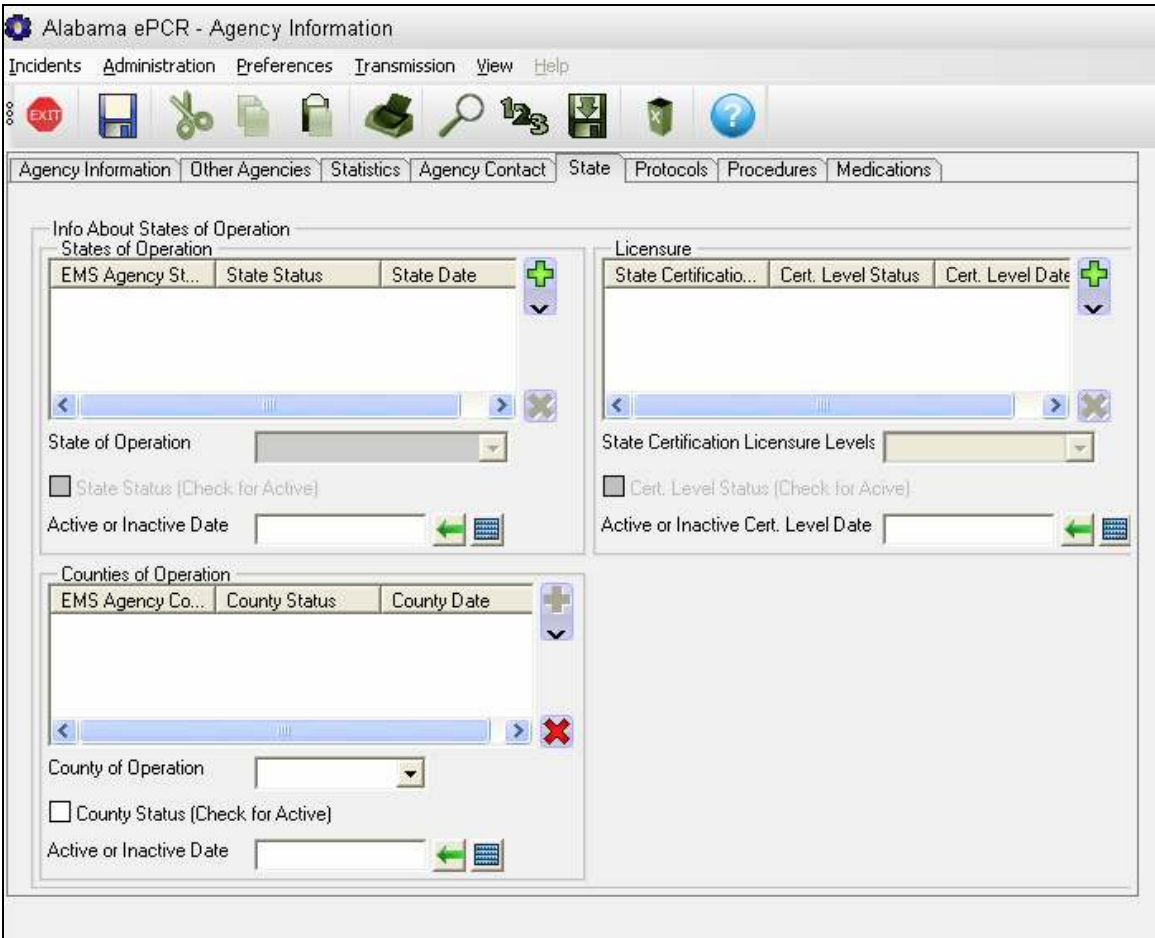 Alabama ePCR - Agency Information
Incidents Administration Preferences Transmission View Help
EXIT 123 ?
Agency Information Other Agencies Statistics Agency Contact State Protocols Procedures Medications
Info About States of Operation
States of Operation
EMS Agency St... State Status State Date
State of Operation
State Status (Check for Active)
Active or Inactive Date
Licensure
State Certificatio... Cert. Level Status Cert. Level Date
State Certification Licensure Levels
Cert. Level Status (Check for Acive)
Active or Inactive Cert. Level Date
Counties of Operation
EMS Agency Co... County Status County Date
County of Operation
County Status (Check for Active)
Active or Inactive Date